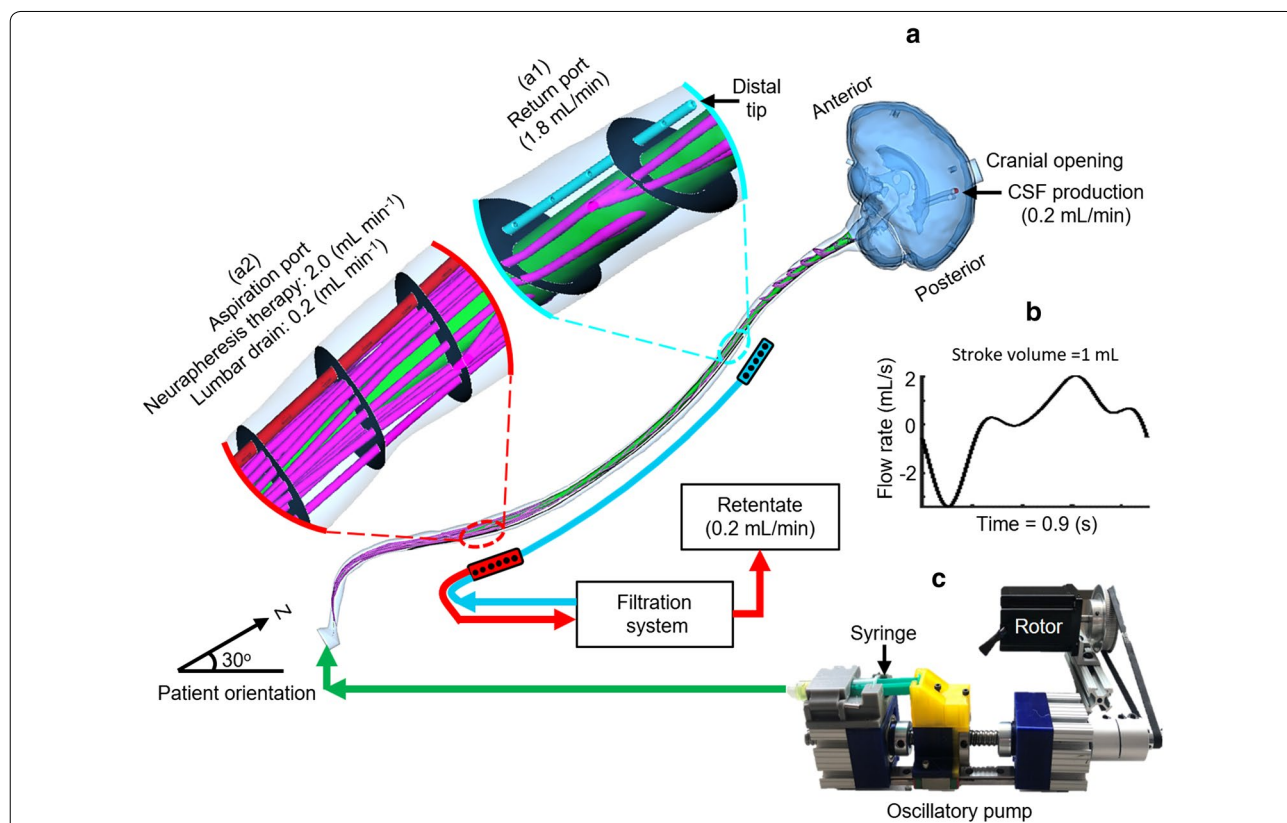 a
(a1)
Return port
(1.8 mL/min)
Distal
tip
Anterior
Cranial opening
CSF production
(0.2 mL/min)
Posterior
(a2)
Aspiration port
Neurapheresis therapy: 2.0 (mL min⁻¹)
Lumbar drain: 0.2 (mL min⁻¹)
b
Stroke volume =1 mL
Flow rate (mL/s)
2
0
-2
Time = 0.9 (s)
Retentate
(0.2 mL/min)
Filtration
system
Z
30o
Patient orientation
c
Rotor
Syringe
Oscillatory pump